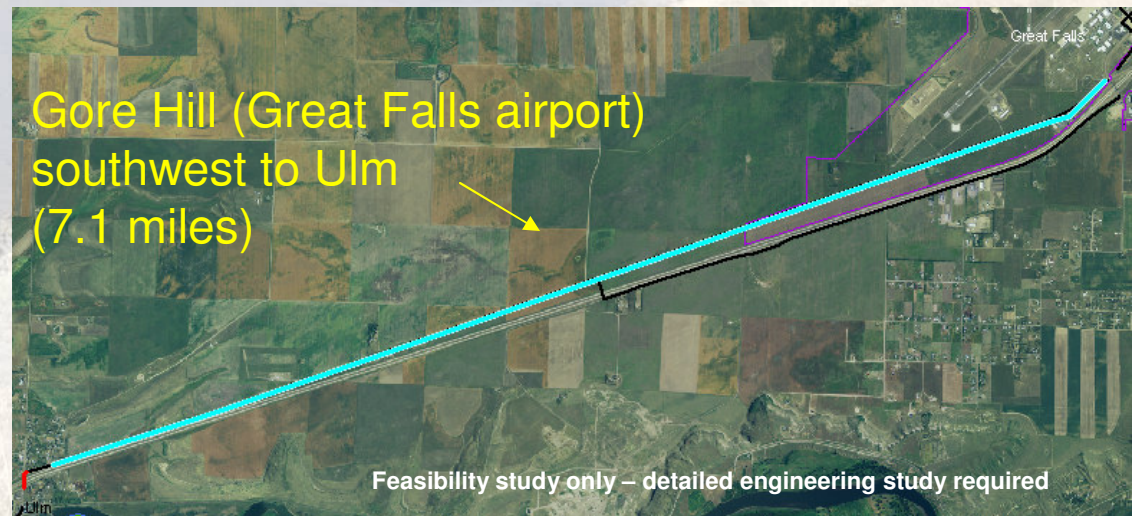 Great Falls
Gore Hill (Great Falls airport)
southwest to Ulm
(7.1 miles)
Feasibility study only – detailed engineering study required
Ulm